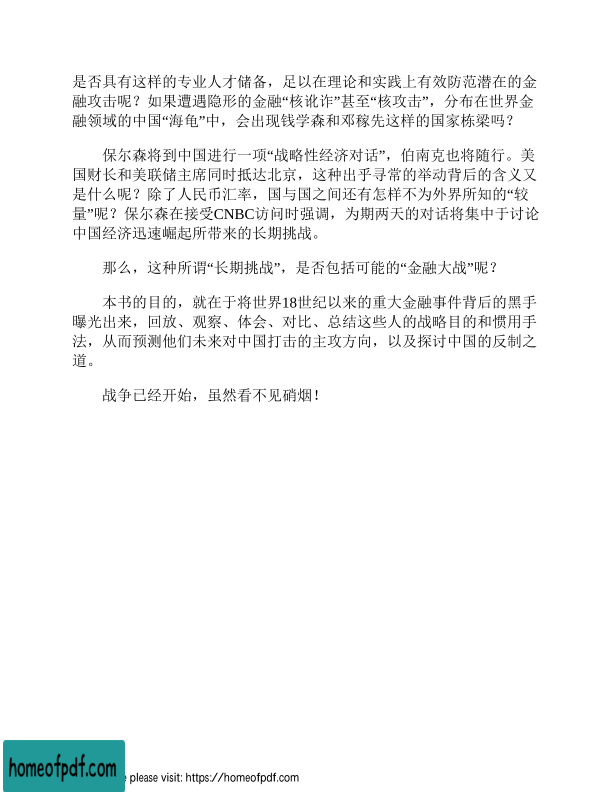 是否具有这样的专业人才储备，足以在理论和实践上有效防范潜在的金
融攻击呢？如果遭遇隐形的金融“核讹诈”甚至“核攻击”，分布在世界金
融领域的中国“海龟”中，会出现钱学森和邓稼先这样的国家栋梁吗？
保尔森将到中国进行一项“战略性经济对话”，伯南克也将随行。美
国财长和美联储主席同时抵达北京，这种出乎寻常的举动背后的含义又
是什么呢？除了人民币汇率，国与国之间还有怎样不为外界所知的“较
量”呢？保尔森在接受CNBC访问时强调，为期两天的对话将集中于讨论
中国经济迅速崛起所带来的长期挑战。
那么，这种所谓“长期挑战”，是否包括可能的“金融大战”呢？
本书的目的，就在于将世界18世纪以来的重大金融事件背后的黑手
曝光出来，回放、观察、体会、对比、总结这些人的战略目的和惯用手
法，从而预测他们未来对中国打击的主攻方向，以及探讨中国的反制之
道。
战争已经开始，虽然看不见硝烟！
homeofpdf.com
e please visit: https://homeofpdf.com